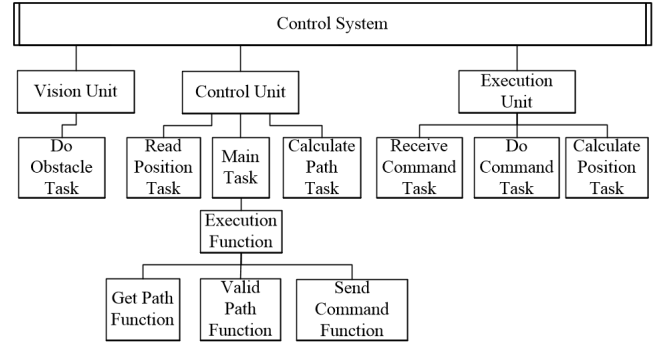 Control System
Vision Unit
Control Unit
Execution
Unit
Do
Obstacle
Task
Read
Position
Task
Main
Task
Calculate
Path
Task
Receive
Command
Task
Do
Command
Task
Calculate
Position
Task
Execution
Function
Get Path
Function
Valid
Path
Function
Send
Command
Function